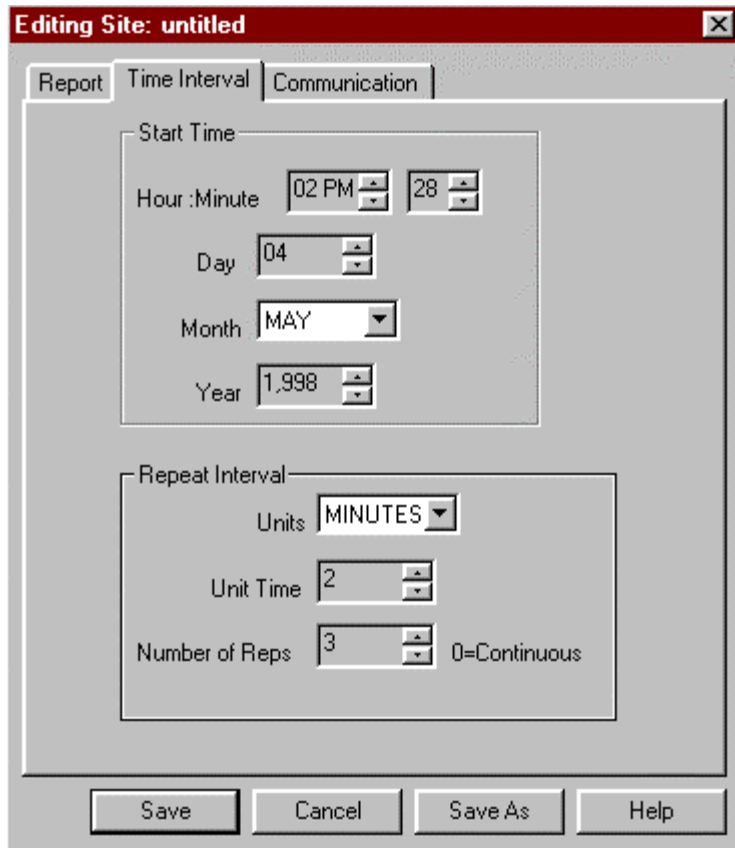 Editing Site: untitled
Report Time Interval Communication
Start Time
Hour :Minute 02 PM 28
Day 04
Month MAY
Year 1,998
Repeat Interval
Units MINUTES
Unit Time 2
Number of Reps 3 0=Continuous
Save Cancel Save As Help